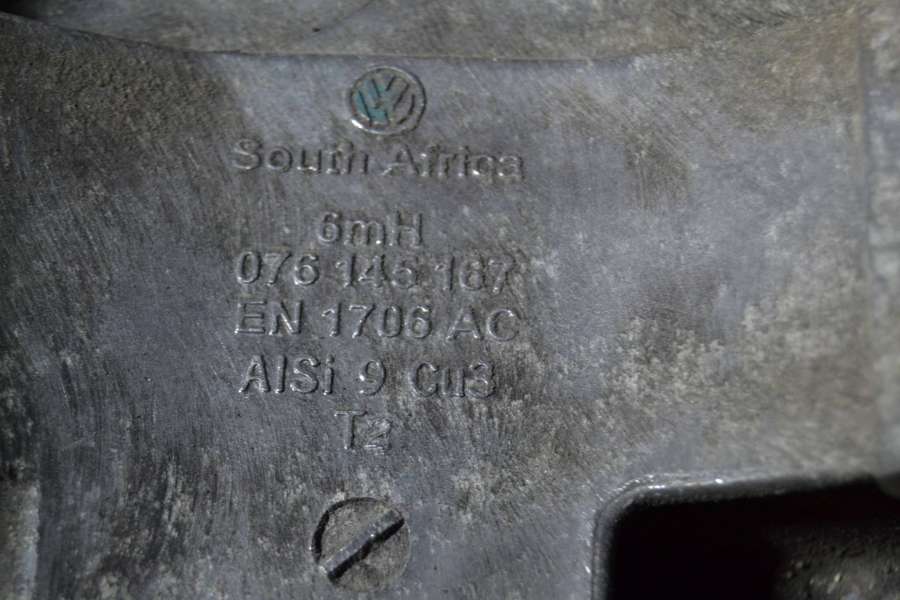 South Africa
6mH
076 145 167
EN 1706 AC
AlSi 9 Cu3
T2